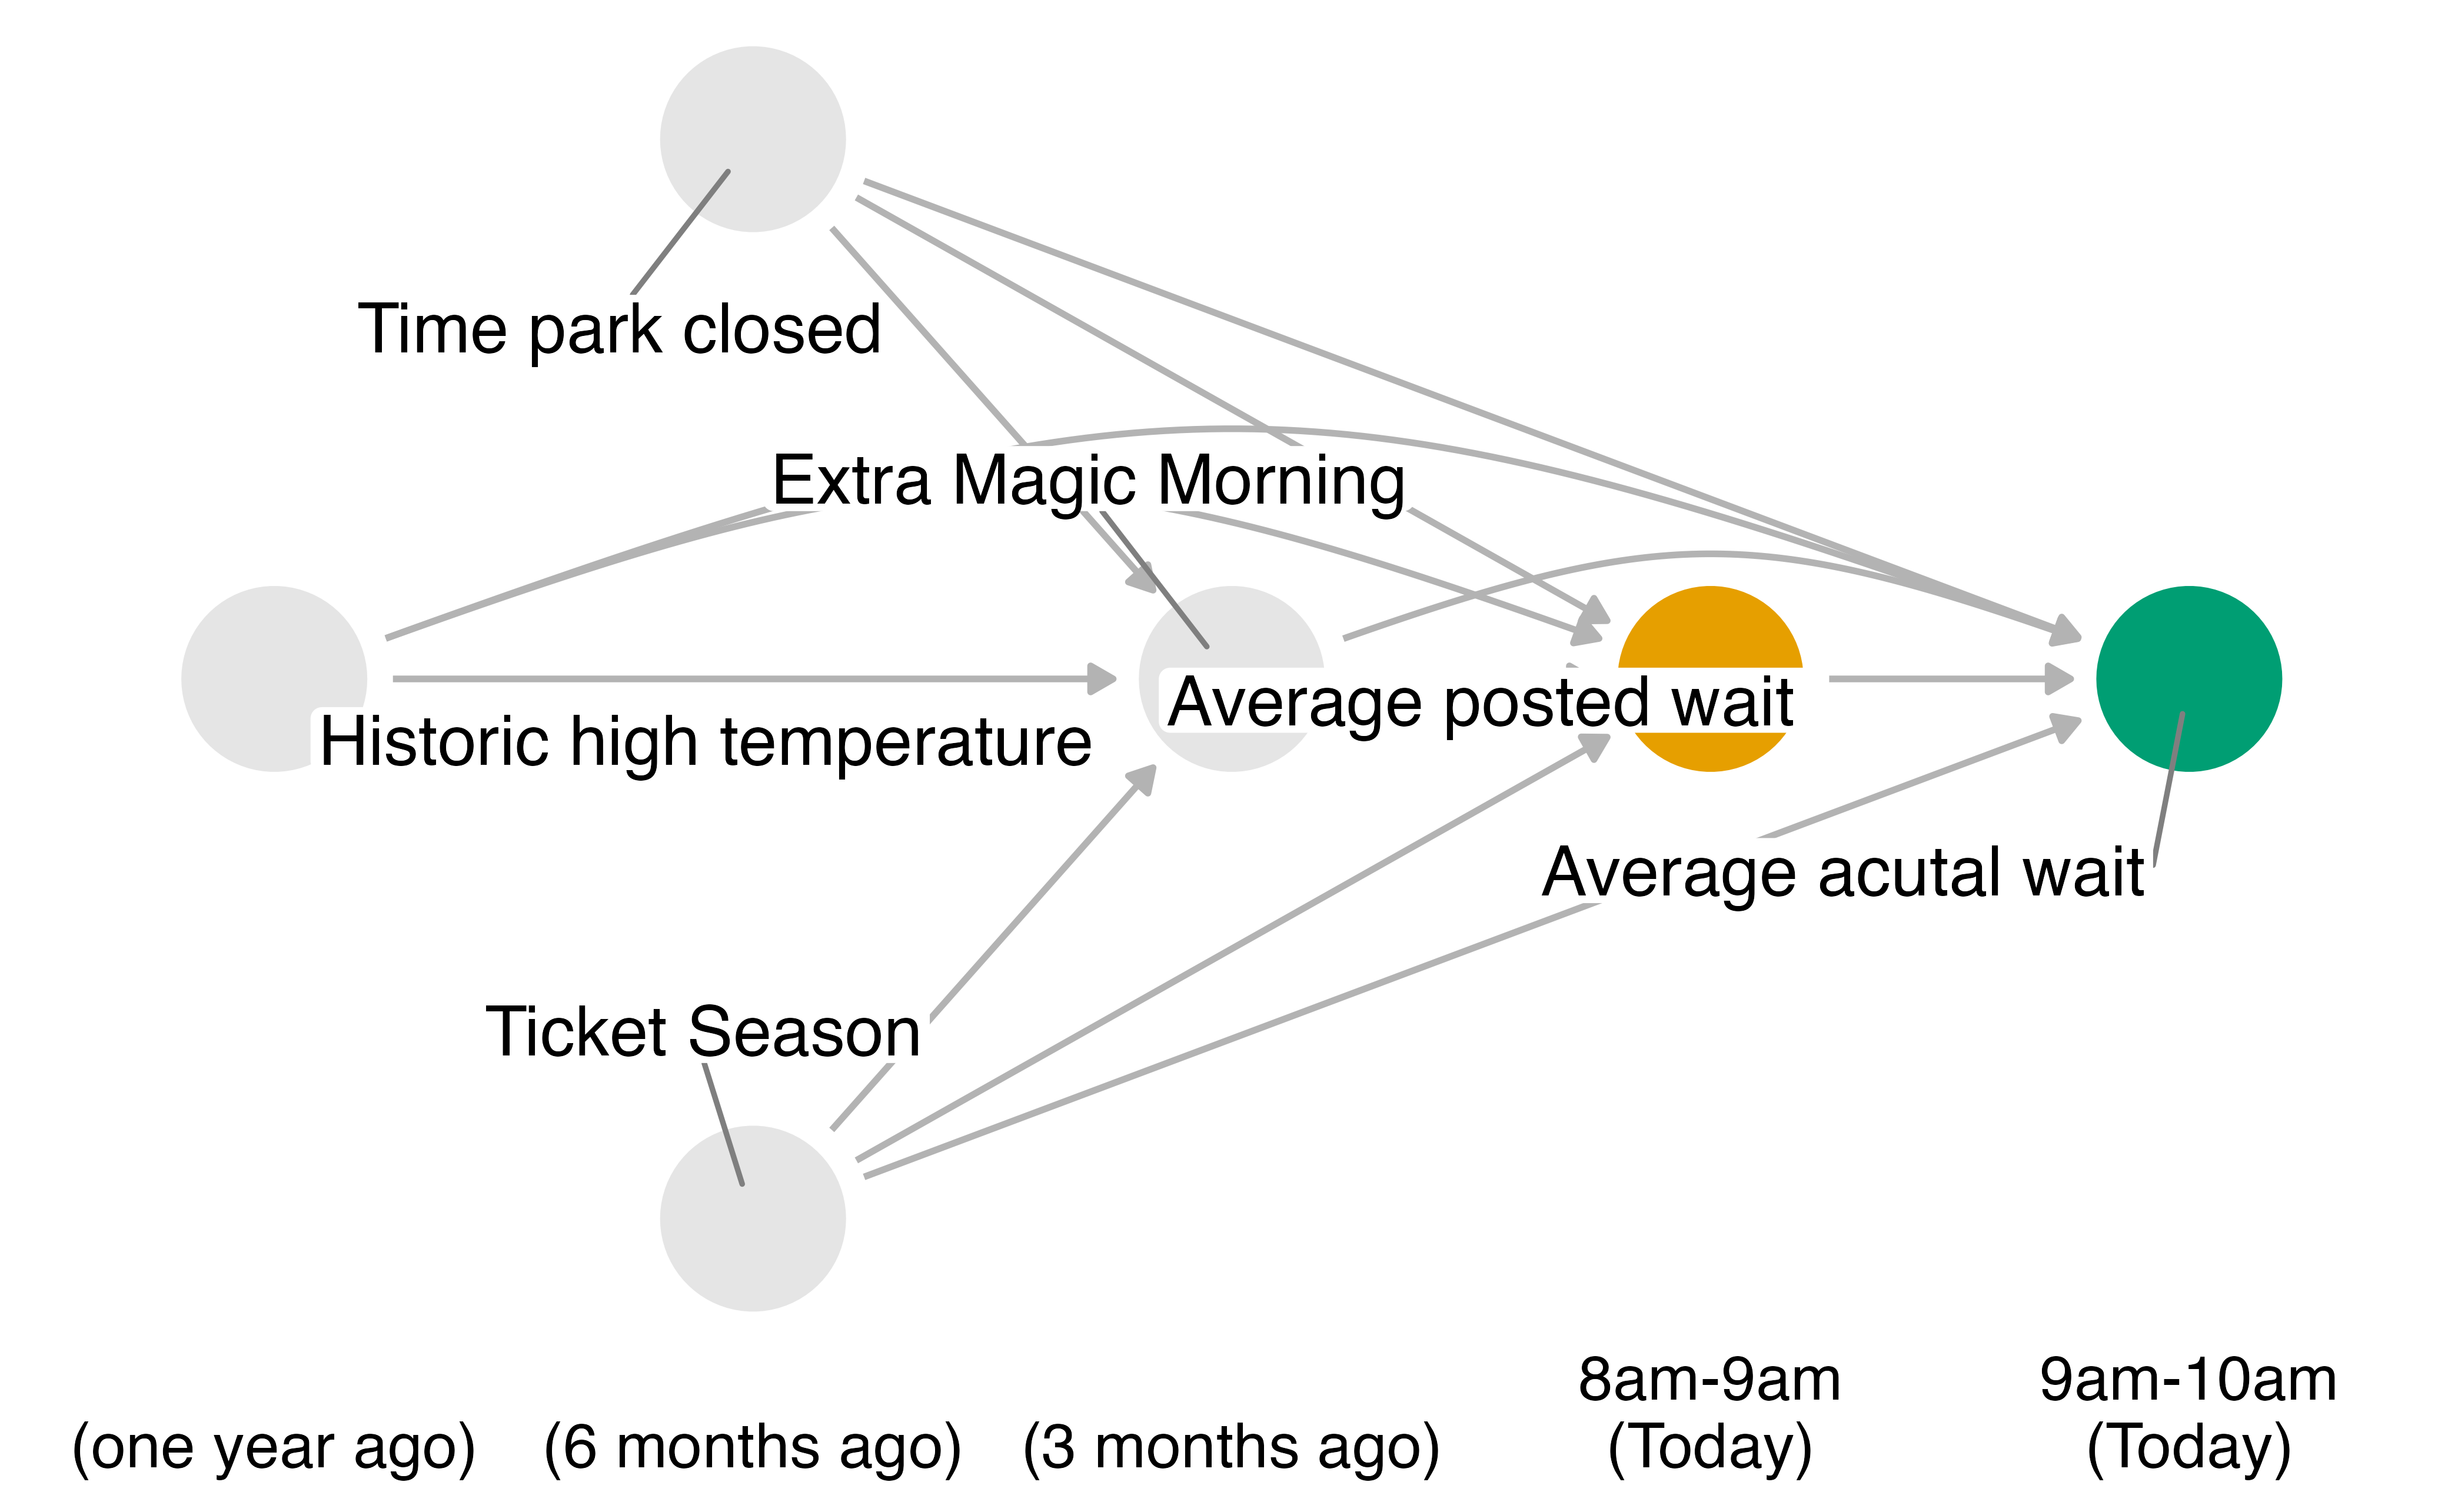 Time park closed
Extra Magic Morning
Average posted wait
Historic high temperature
Average acutal wait
Ticket Season
8am-9am
9am-10am
(one year ago)
(6 months ago)
(3 months ago)
(Today)
(Today)